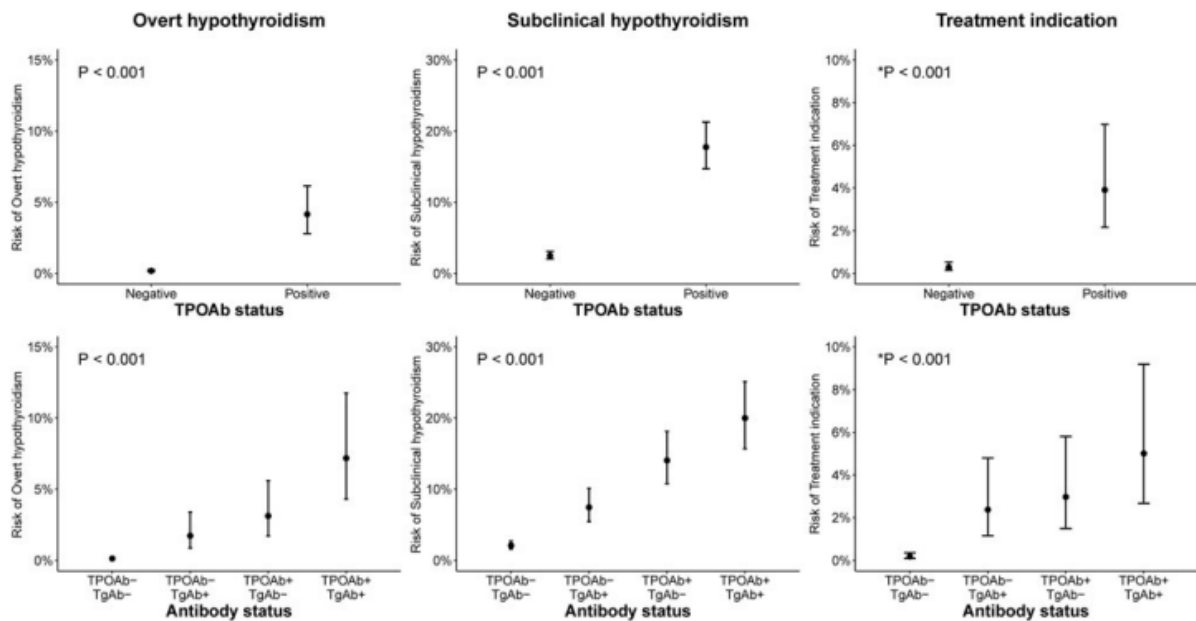 Overt hypothyroidism
15%
10%
5%
0%
Risk of Overt hypothyroidism
P < 0.001
Negative
Positive
TPOAb status
Subclinical hypothyroidism
30%
20%
10%
0%
Risk of Subclinical hypothyroidism
P < 0.001
Negative
Positive
TPOAb status
Treatment indication
10%
8%
6%
4%
2%
0%
Risk of Treatment indication
*P < 0.001
Negative
Positive
TPOAb status
15%
10%
5%
0%
Risk of Overt hypothyroidism
P < 0.001
TPOAb− TPOAb− TPOAb+ TPOAb+
TgAb− TgAb+ TgAb− TgAb+
Antibody status
30%
20%
10%
0%
Risk of Subclinical hypothyroidism
P < 0.001
TPOAb− TPOAb− TPOAb+ TPOAb+
TgAb− TgAb+ TgAb− TgAb+
Antibody status
10%
8%
6%
4%
2%
0%
Risk of Treatment indication
*P < 0.001
TPOAb− TPOAb− TPOAb+ TPOAb+
TgAb− TgAb+ TgAb− TgAb+
Antibody status